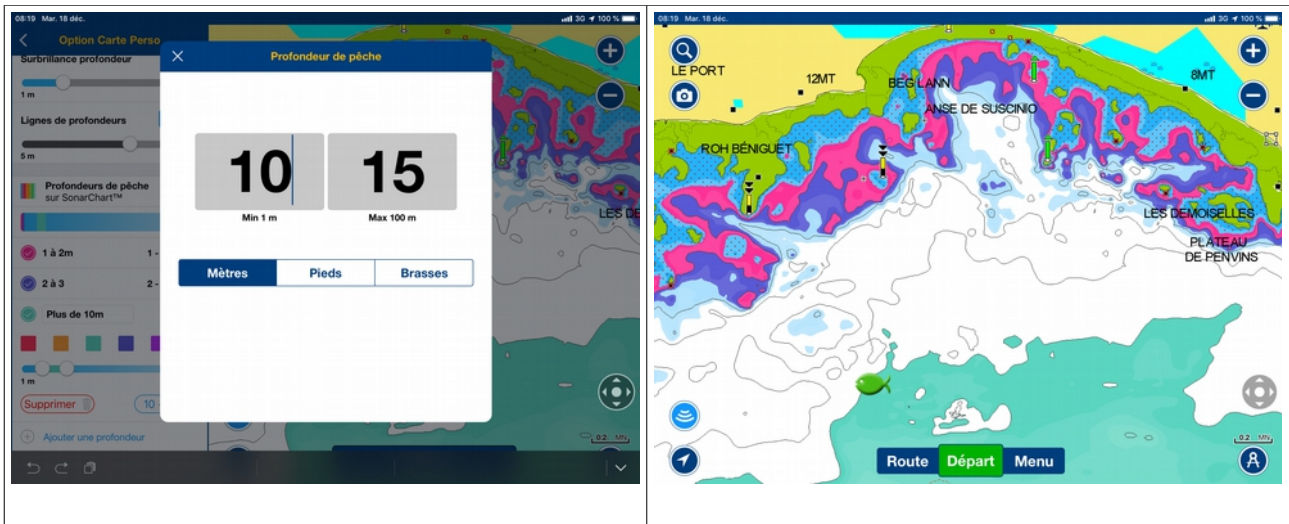 08:19 Mar. 18 déc.
3G 100 %
Option Carte Perso
Surbrillance profondeur
1 m
Lignes de profondeurs
5 m
Profondeurs de pêche
sur SonarChart™
1 à 2m 1 -
2 à 3 2 -
Plus de 10m
1 m
Supprimer 10 -
Ajouter une profondeur
Profondeur de pêche
10 15
Min 1 m Max 100 m
Mètres Pieds Brasses
LES DE
0.2 MN
08:19 Mar. 18 déc.
3G 100 %
LE PORT
12MT
BEG LANN
8MT
ANSE DE SUSCINIO
ROH BÉNIGUET
LES DEMOISELLES
PLATEAU
DE PENVINS
0.2 MN
Route Départ Menu